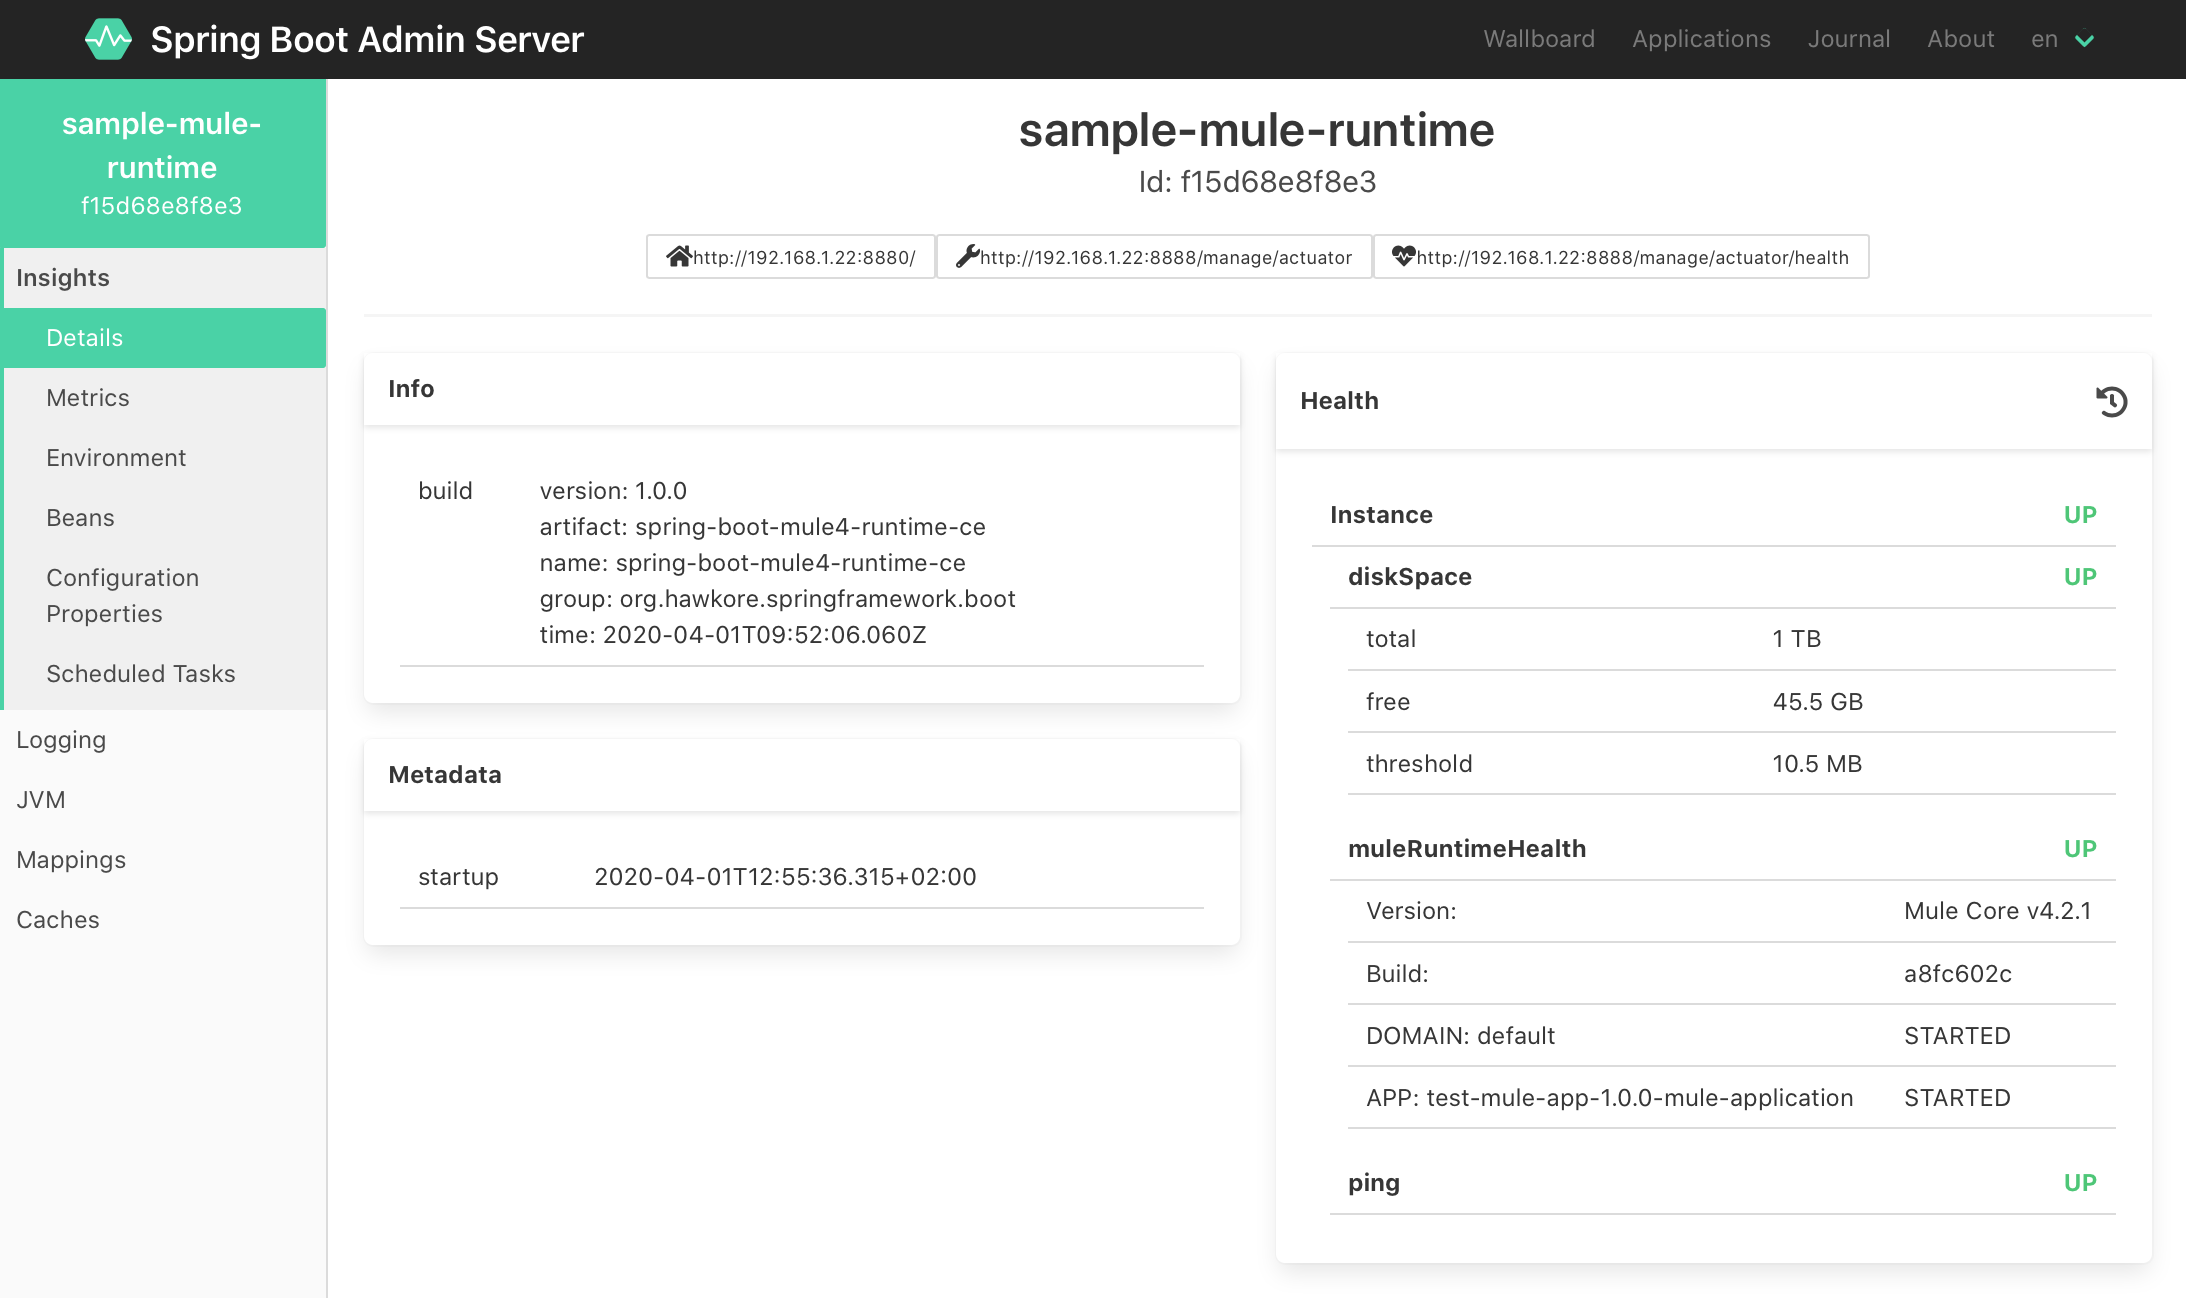 Spring Boot Admin Server
Wallboard Applications Journal About en
sample-mule-
runtime
f15d68e8f8e3
Insights
Details
Metrics
Environment
Beans
Configuration
Properties
Scheduled Tasks
Logging
JVM
Mappings
Caches
sample-mule-runtime
Id: f15d68e8f8e3
http://192.168.1.22:8880/ http://192.168.1.22:8888/manage/actuator http://192.168.1.22:8888/manage/actuator/health
Info
build version: 1.0.0
artifact: spring-boot-mule4-runtime-ce
name: spring-boot-mule4-runtime-ce
group: org.hawkore.springframework.boot
time: 2020-04-01T09:52:06.060Z
Metadata
startup 2020-04-01T12:55:36.315+02:00
Health
Instance UP
diskSpace UP
total 1 TB
free 45.5 GB
threshold 10.5 MB
muleRuntimeHealth UP
Version: Mule Core v4.2.1
Build: a8fc602c
DOMAIN: default STARTED
APP: test-mule-app-1.0.0-mule-application STARTED
ping UP